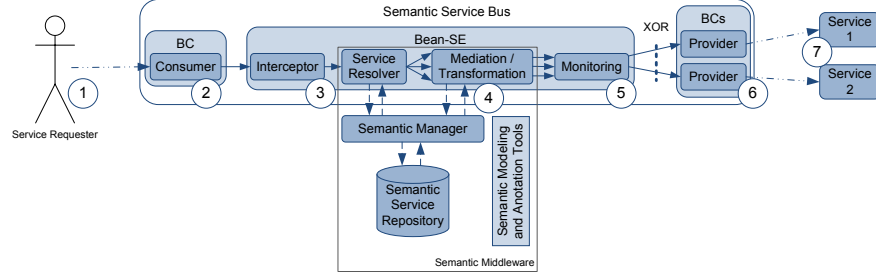 Semantic Service Bus
XOR
BCs
Service
1
BC
Bean-SE
Service
Resolver
Mediation /
Transformation
Provider
7
Consumer
Interceptor
Monitoring
Provider
Service
2
1
2
3
4
5
6
Service Requester
Semantic Manager
Semantic Modeling
and Anotation Tools
Semantic
Service
Repository
Semantic Middleware